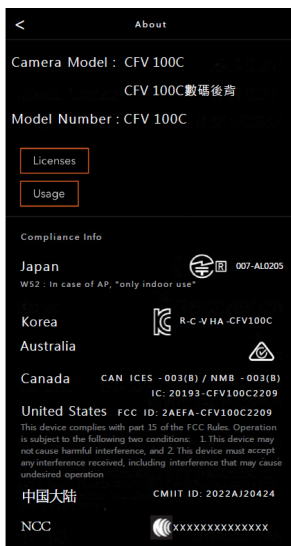 < About
Camera Model : CFV 100C
CFV 100C數碼後背
Model Number : CFV 100C
Licenses
Usage
Compliance Info
Japan R 007-AL0205
W52 : In case of AP, "only indoor use"
Korea R-C-VHA-CFV100C
Australia
Canada CAN ICES -003(B) / NMB -003(B)
IC: 20193-CFV100C2209
United States FCC ID: 2AEFA-CFV100C2209
This device complies with part 15 of the FCC Rules. Operation
is subject to the following two conditions: 1. This device may
not cause harmful interference, and 2. This device must accept
any interference received, including interference that may cause
undesired operation
中国大陆 CMIIT ID: 2022AJ20424
NCC xxxxxxxxxxxxxx